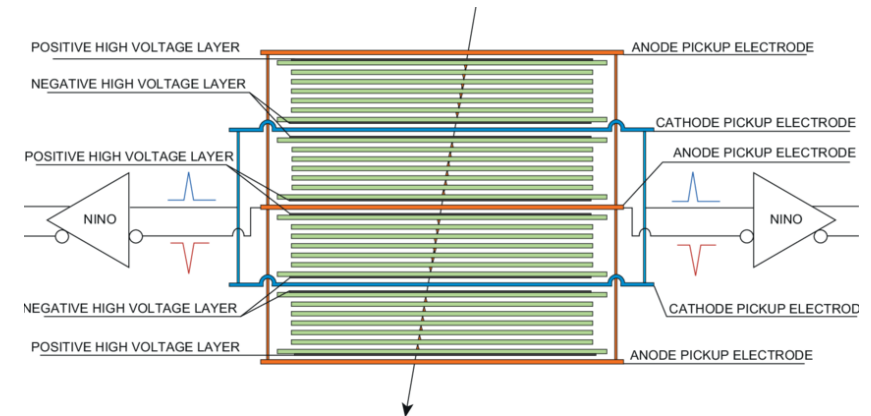 POSITIVE HIGH VOLTAGE LAYER
ANODE PICKUP ELECTRODE
NEGATIVE HIGH VOLTAGE LAYER
CATHODE PICKUP ELECTRODE
POSITIVE HIGH VOLTAGE LAYER
ANODE PICKUP ELECTRODE
NINO
NINO
NEGATIVE HIGH VOLTAGE LAYER
CATHODE PICKUP ELECTROD
POSITIVE HIGH VOLTAGE LAYER
ANODE PICKUP ELECTRODE